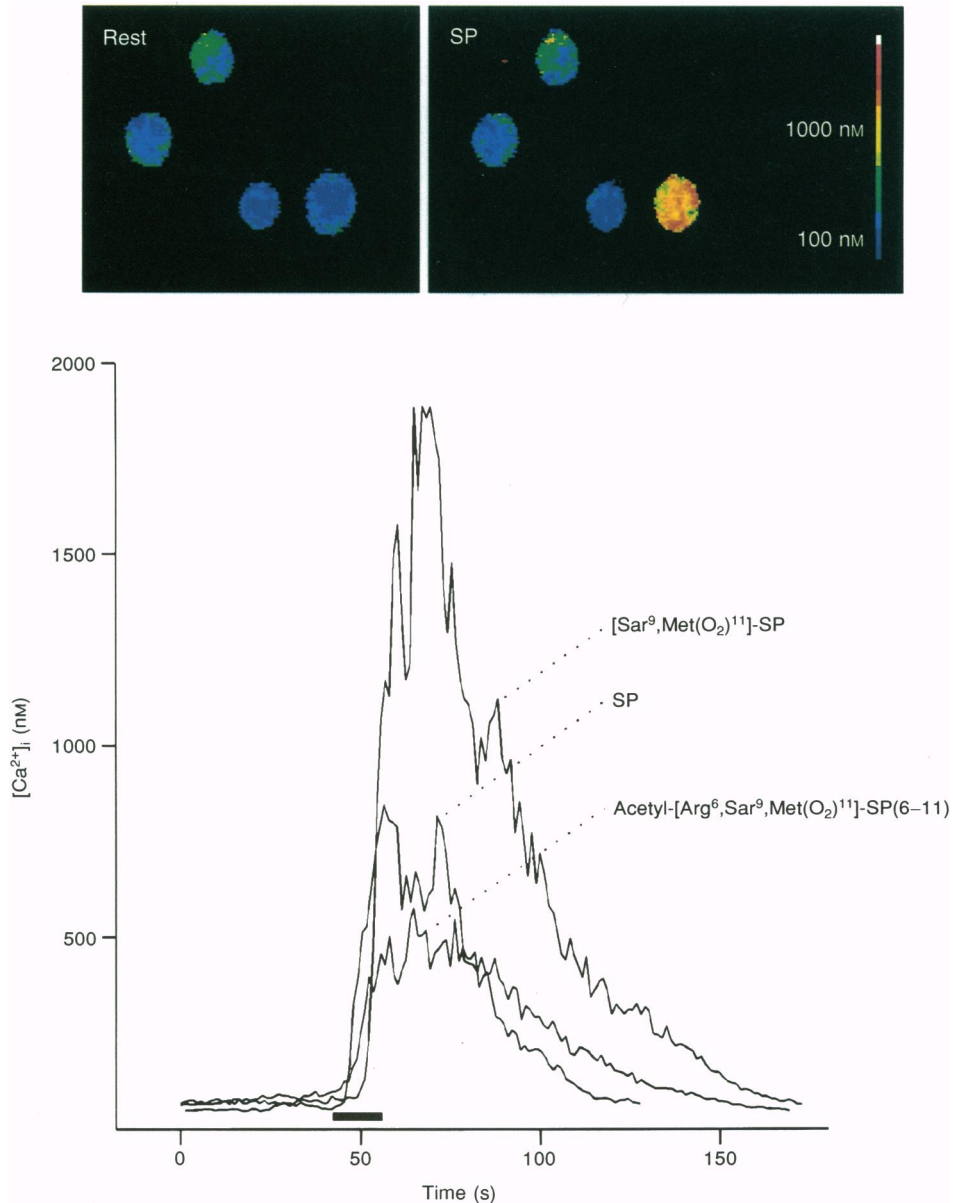 Rest
SP
1000 nM
100 nM
2000
1500
1000
500
[Ca²⁺]ᵢ (nM)
[Sar⁹,Met(O₂)¹¹]-SP
SP
Acetyl-[Arg⁶,Sar⁹,Met(O₂)¹¹]-SP(6–11)
0
50
100
150
Time (s)